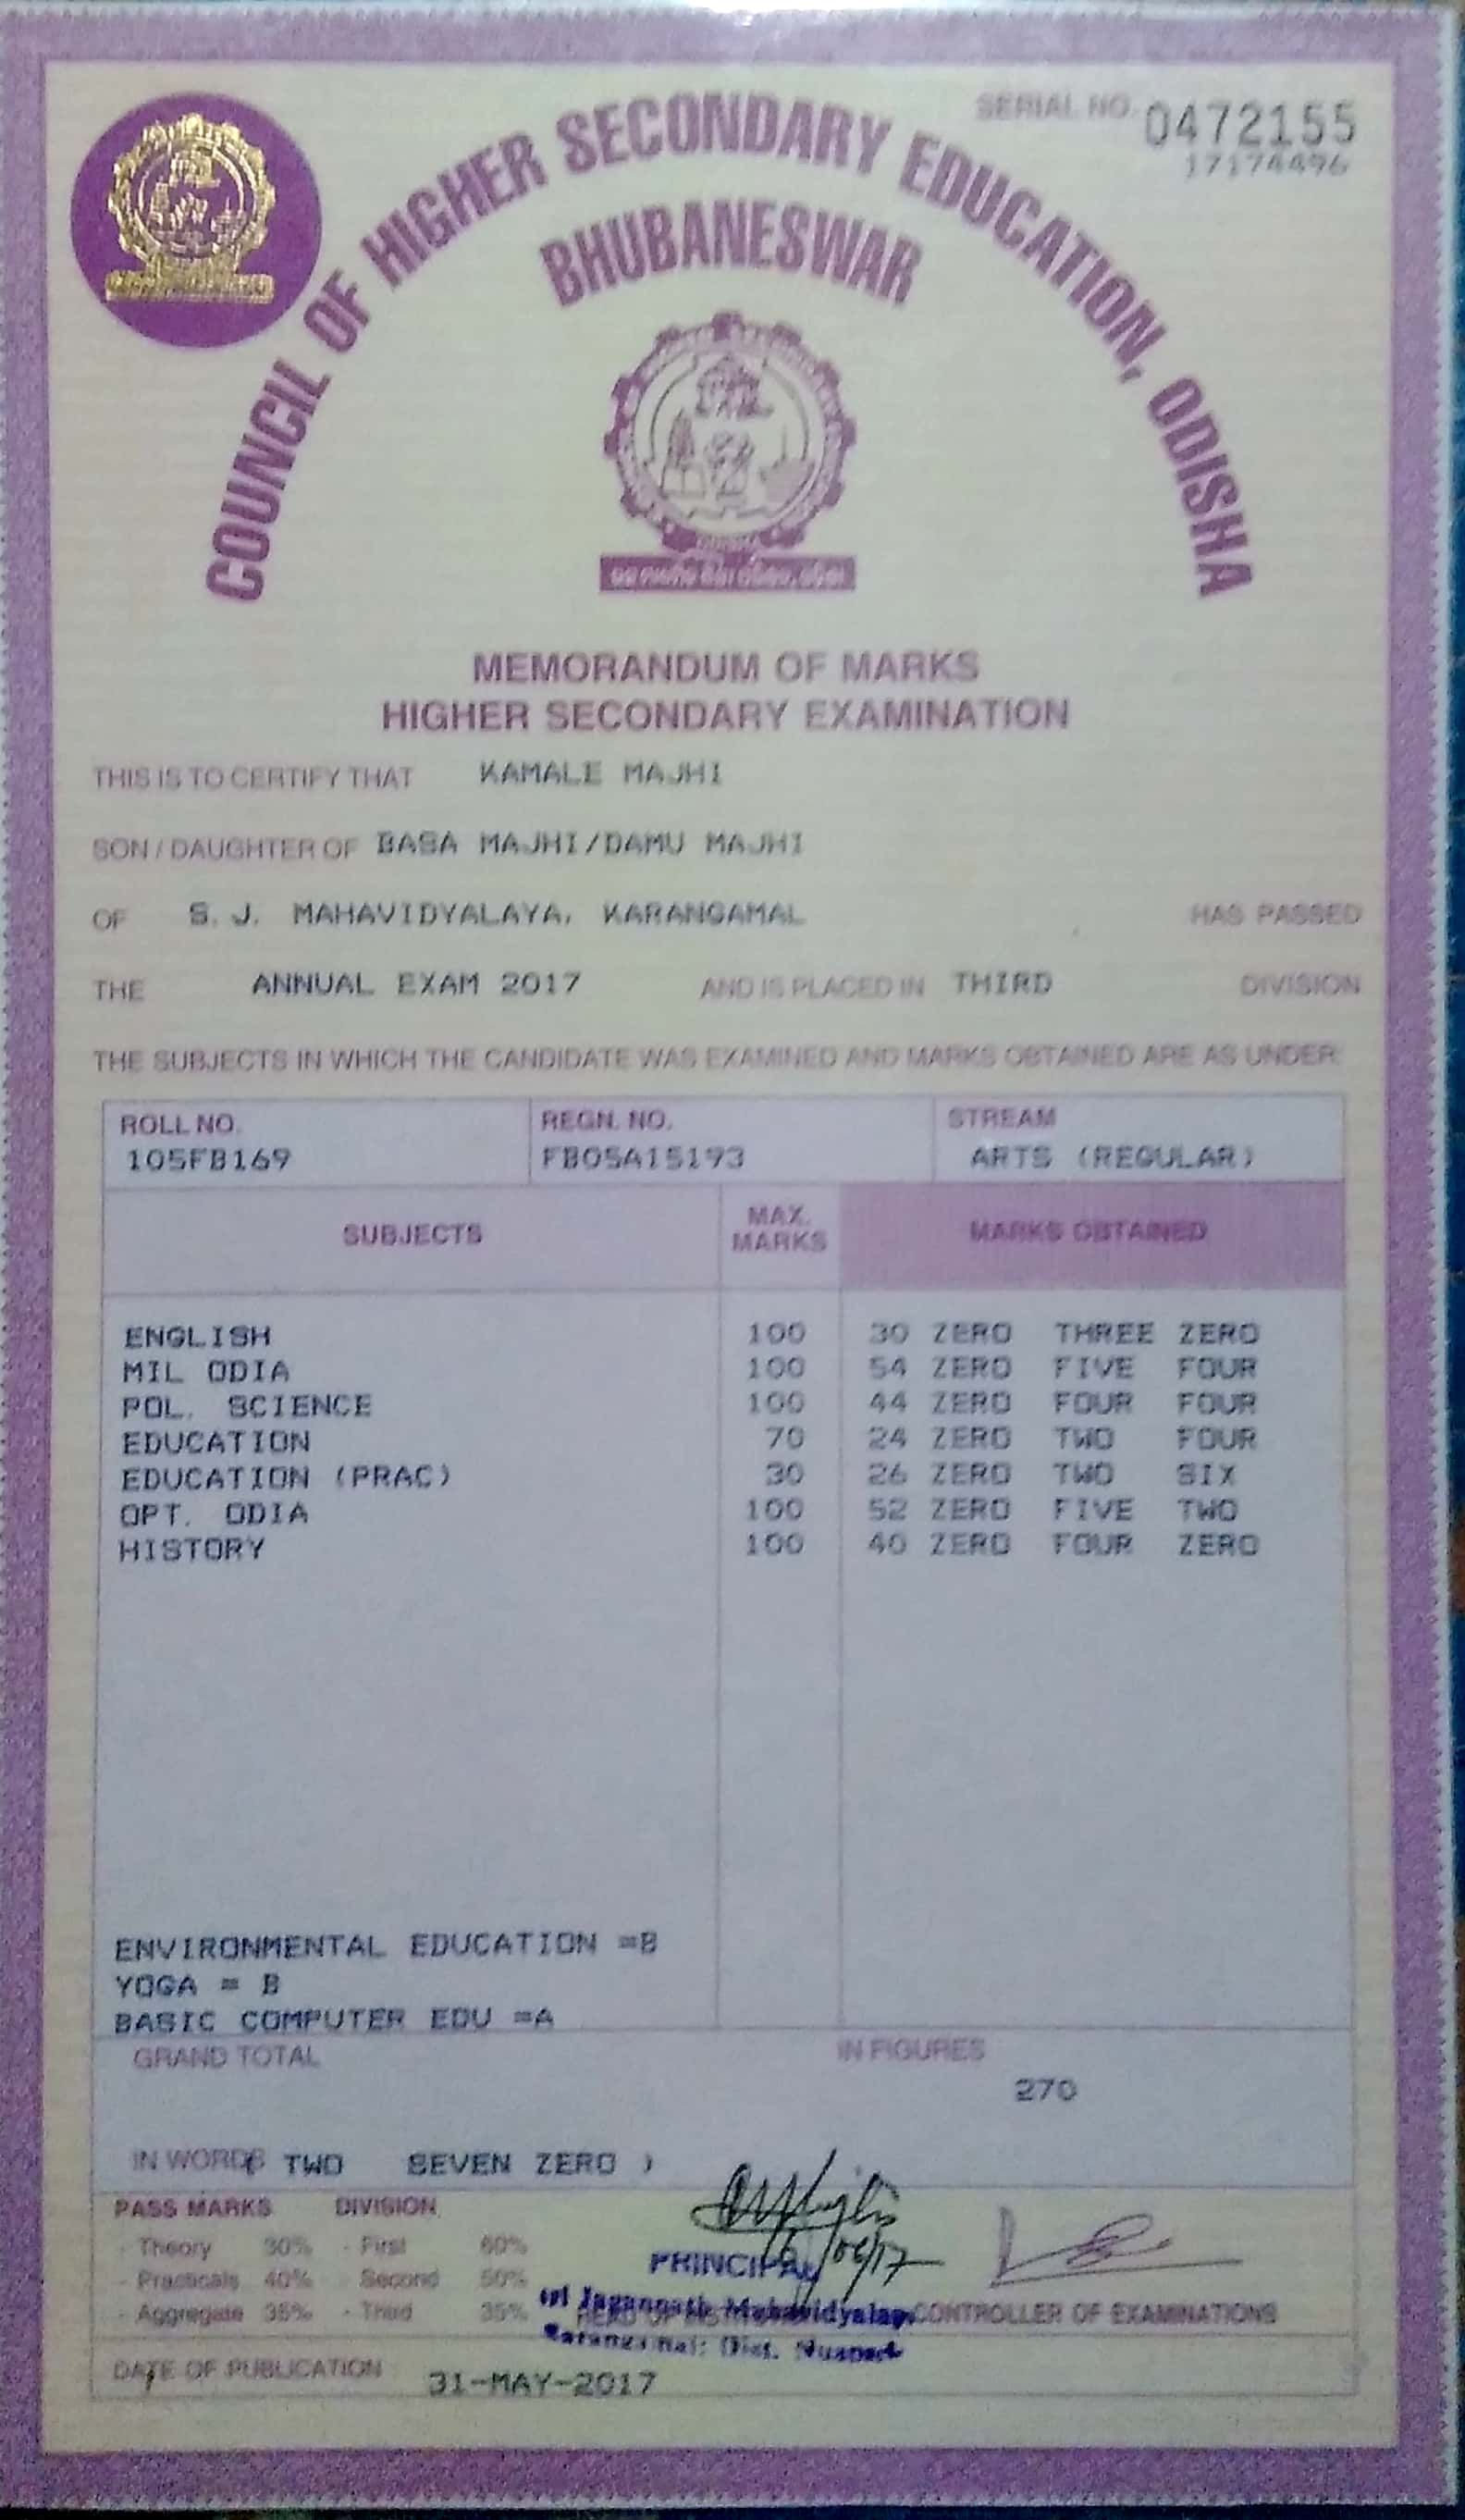 SERIAL NO. 0472155
17174496
COUNCIL OF HIGHER SECONDARY EDUCATION, ODISHA
BHUBANESWAR
MEMORANDUM OF MARKS
HIGHER SECONDARY EXAMINATION
THIS IS TO CERTIFY THAT KAMALE MAJHI
SON / DAUGHTER OF BASA MAJHI/DAMU MAJHI
OF S. J. MAHAVIDYALAYA, KARANGAMAL HAS PASSED
THE ANNUAL EXAM 2017 AND IS PLACED IN THIRD DIVISION
THE SUBJECTS IN WHICH THE CANDIDATE WAS EXAMINED AND MARKS OBTAINED ARE AS UNDER
ROLL NO. REGN. NO. STREAM
105FB169 FB05A15193 ARTS (REGULAR)
SUBJECTS MAX. MARKS MARKS OBTAINED
ENGLISH 100 30 ZERO THREE ZERO
MIL ODIA 100 54 ZERO FIVE FOUR
POL. SCIENCE 100 44 ZERO FOUR FOUR
EDUCATION 70 24 ZERO TWO FOUR
EDUCATION (PRAC) 30 26 ZERO TWO SIX
OPT. ODIA 100 52 ZERO FIVE TWO
HISTORY 100 40 ZERO FOUR ZERO
ENVIRONMENTAL EDUCATION =B
YOGA = B
BASIC COMPUTER EDU =A
GRAND TOTAL IN FIGURES
270
IN WORDS ( TWO SEVEN ZERO )
PASS MARKS DIVISION
- Theory 30% - First 60%
- Practicals 40% - Second 50%
- Aggregate 35% - Third 35%
PRINCIPAL
Sri Jagannath Mahavidyalaya
CONTROLLER OF EXAMINATIONS
Dist. Nuapada
DATE OF PUBLICATION 31-MAY-2017